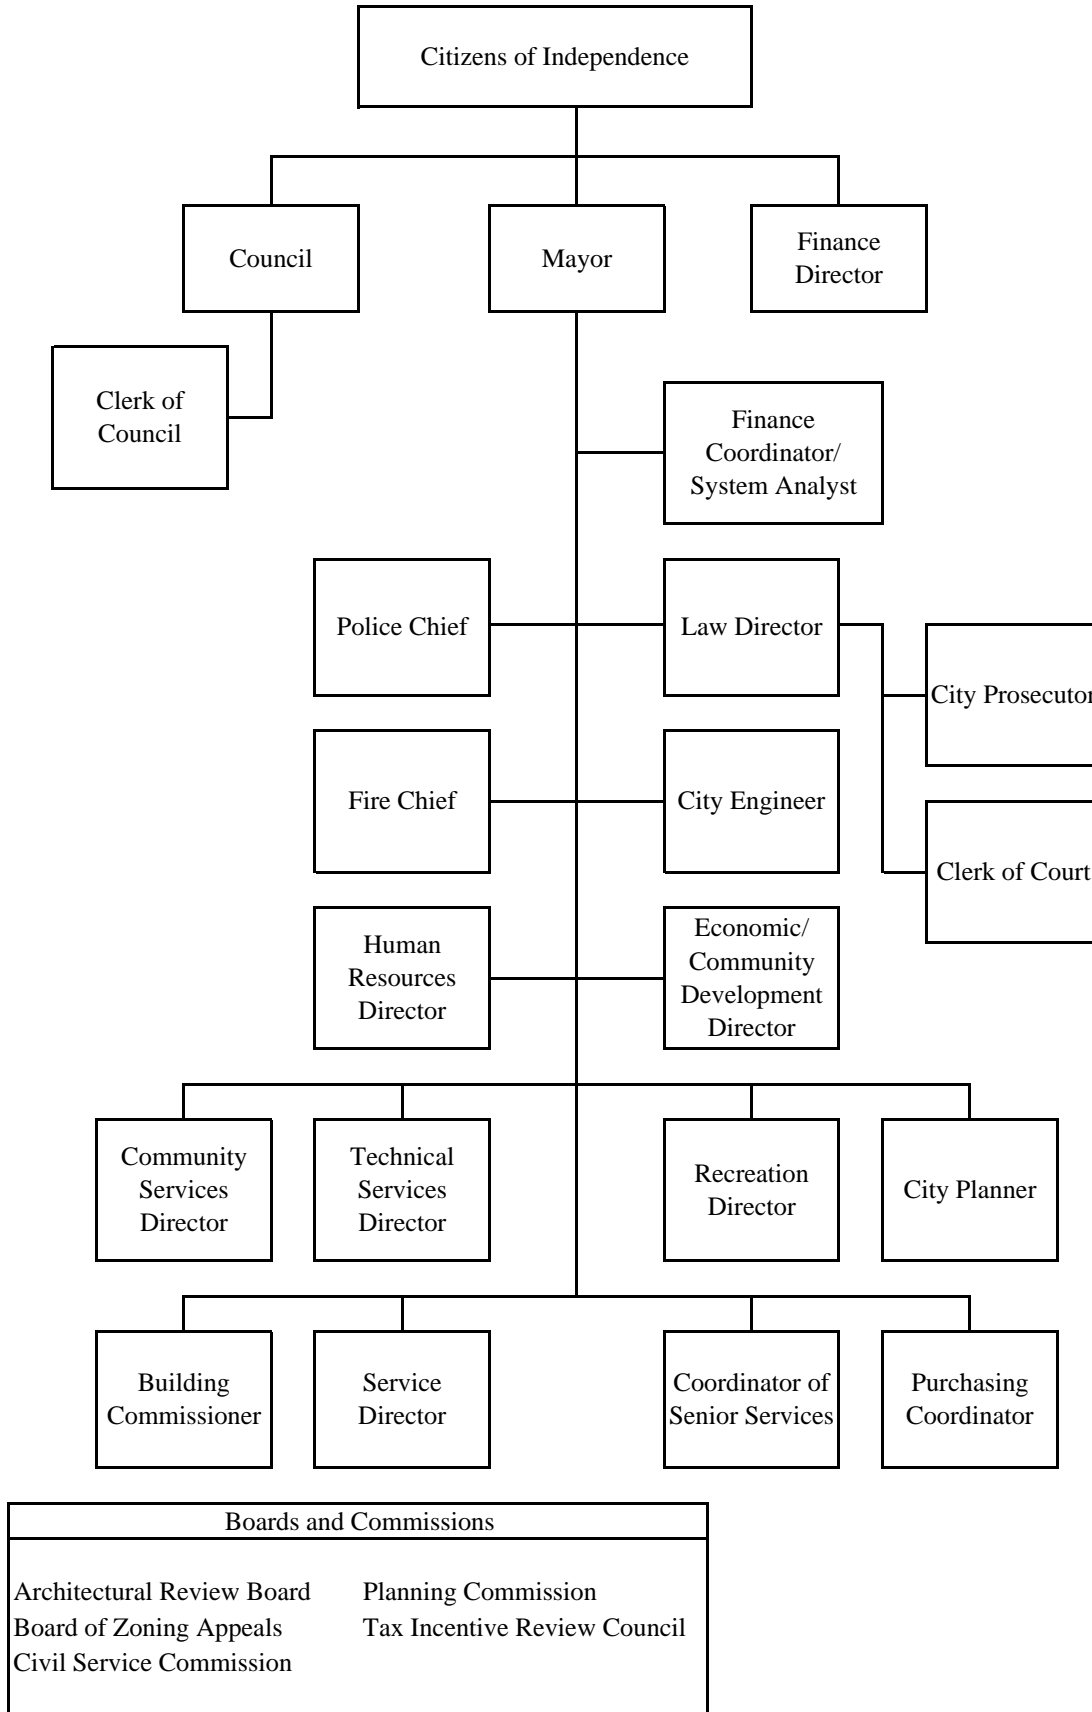 Citizens of Independence
Council
Mayor
Finance
Director
Clerk of
Council
Finance
Coordinator/
System Analyst
Police Chief
Law Director
City Prosecutor
Fire Chief
City Engineer
Clerk of Court
Human
Resources
Director
Economic/
Community
Development
Director
Community
Services
Director
Technical
Services
Director
Recreation
Director
City Planner
Building
Commissioner
Service
Director
Coordinator of
Senior Services
Purchasing
Coordinator
Boards and Commissions
Architectural Review Board
Board of Zoning Appeals
Civil Service Commission
Planning Commission
Tax Incentive Review Council